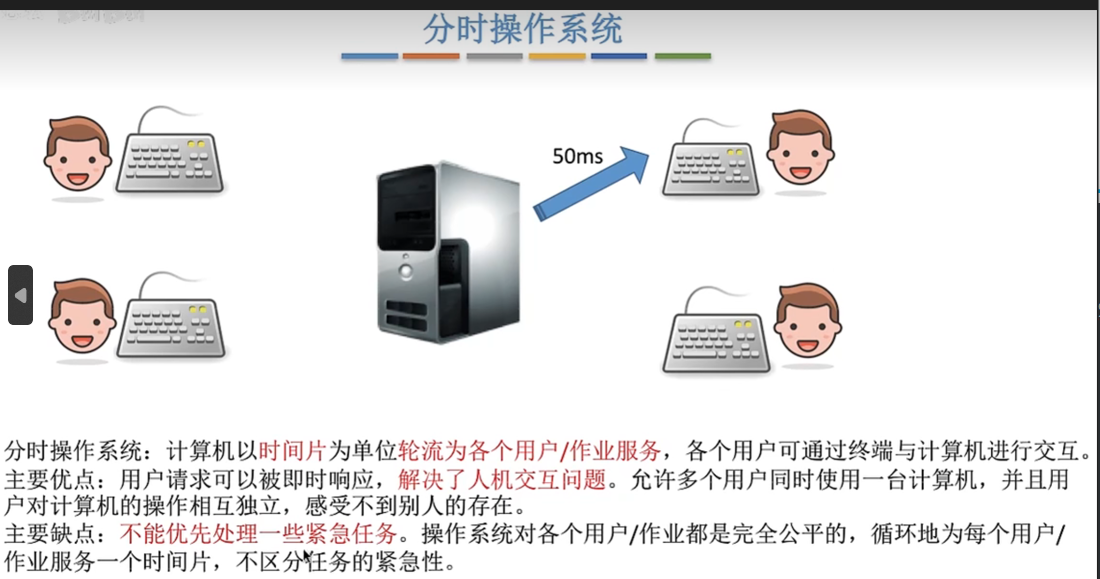 分时操作系统
50ms
分时操作系统：计算机以时间片为单位轮流为各个用户/作业服务，各个用户可通过终端与计算机进行交互。
主要优点：用户请求可以被即时响应，解决了人机交互问题。允许多个用户同时使用一台计算机，并且用
户对计算机的操作相互独立，感受不到别人的存在。
主要缺点：不能优先处理一些紧急任务。操作系统对各个用户/作业都是完全公平的，循环地为每个用户/
作业服务一个时间片，不区分任务的紧急性。